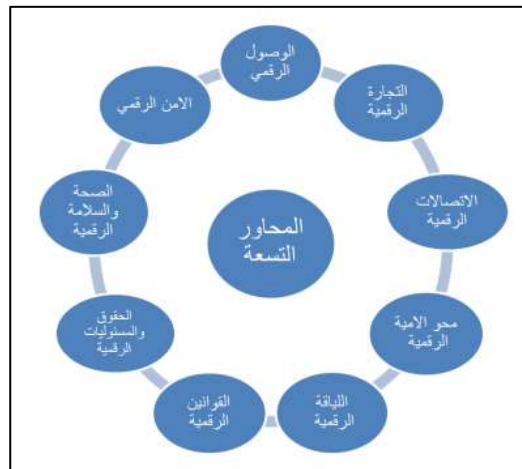 الوصول
الرقمي
التجارة
الرقمية
الاتصالات
الرقمية
محو الامية
الرقمية
اللياقة
الرقمية
القوانين
الرقمية
الحقوق
والمسئوليات
الرقمية
الصحة
والسلامة
الرقمية
الامن الرقمي
المحاور
التسعة